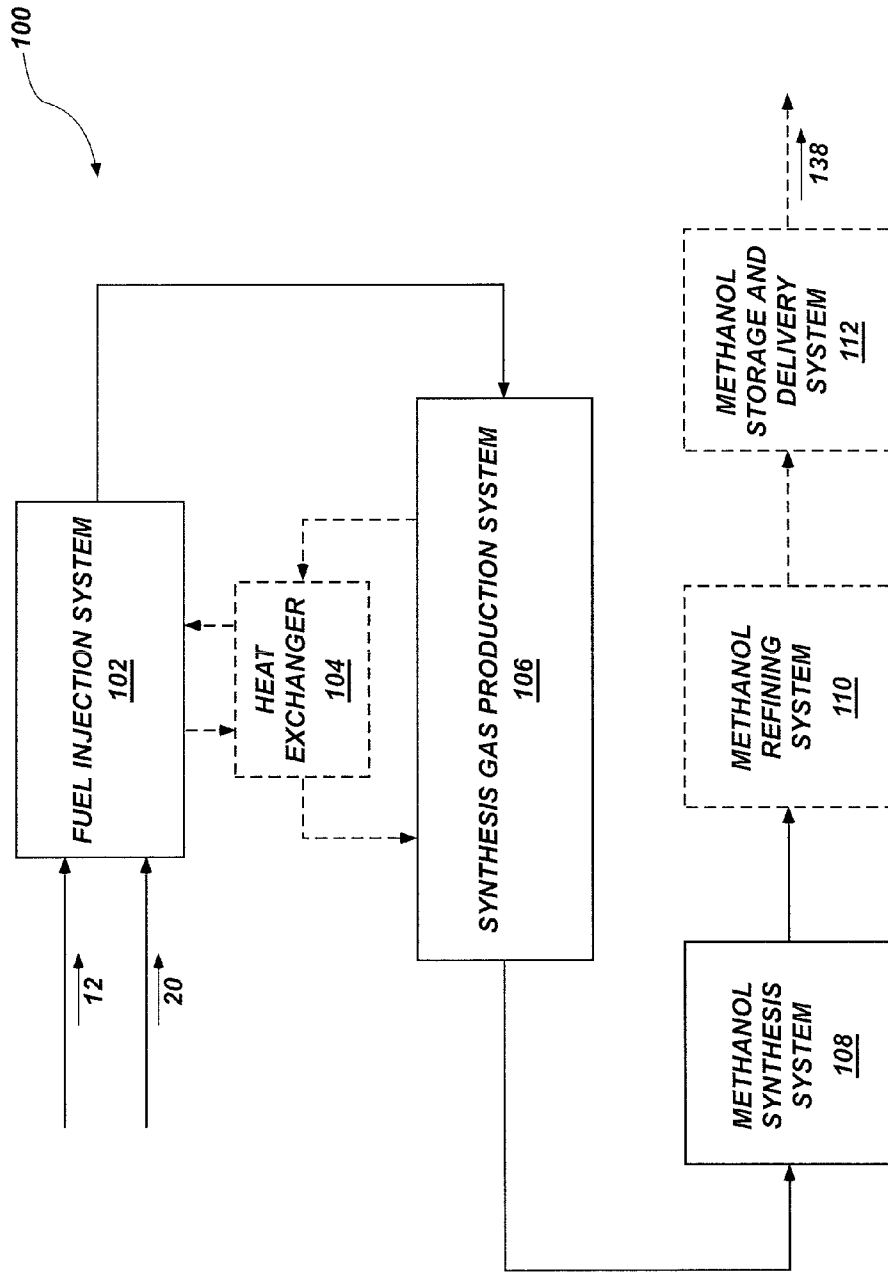 100
12
20
FUEL INJECTION SYSTEM
102
HEAT
EXCHANGER
104
SYNTHESIS GAS PRODUCTION SYSTEM
106
METHANOL
SYNTHESIS
SYSTEM
108
METHANOL
REFINING
SYSTEM
110
METHANOL
STORAGE AND
DELIVERY
SYSTEM
112
138